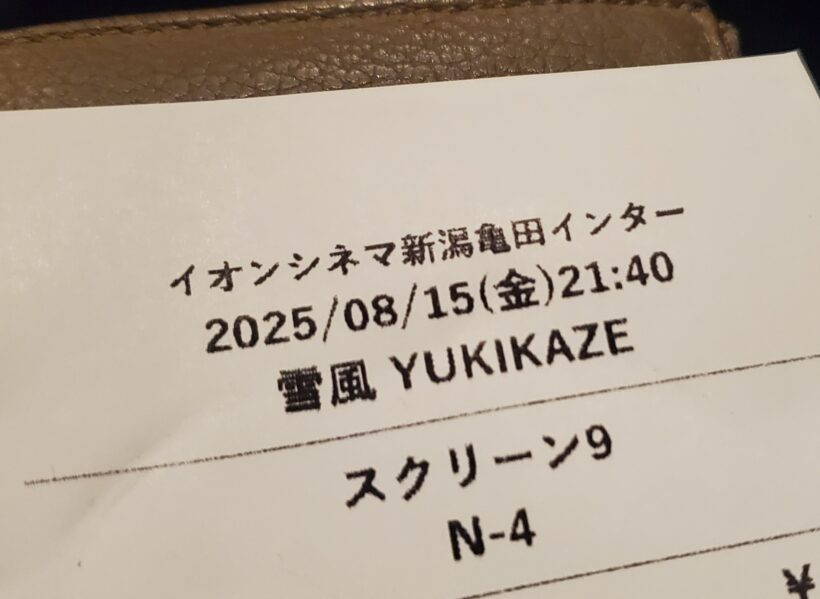 イオンシネマ新潟亀田インター
2025/08/15(金)21:40
雪風 YUKIKAZE
スクリーン9
N-4
¥